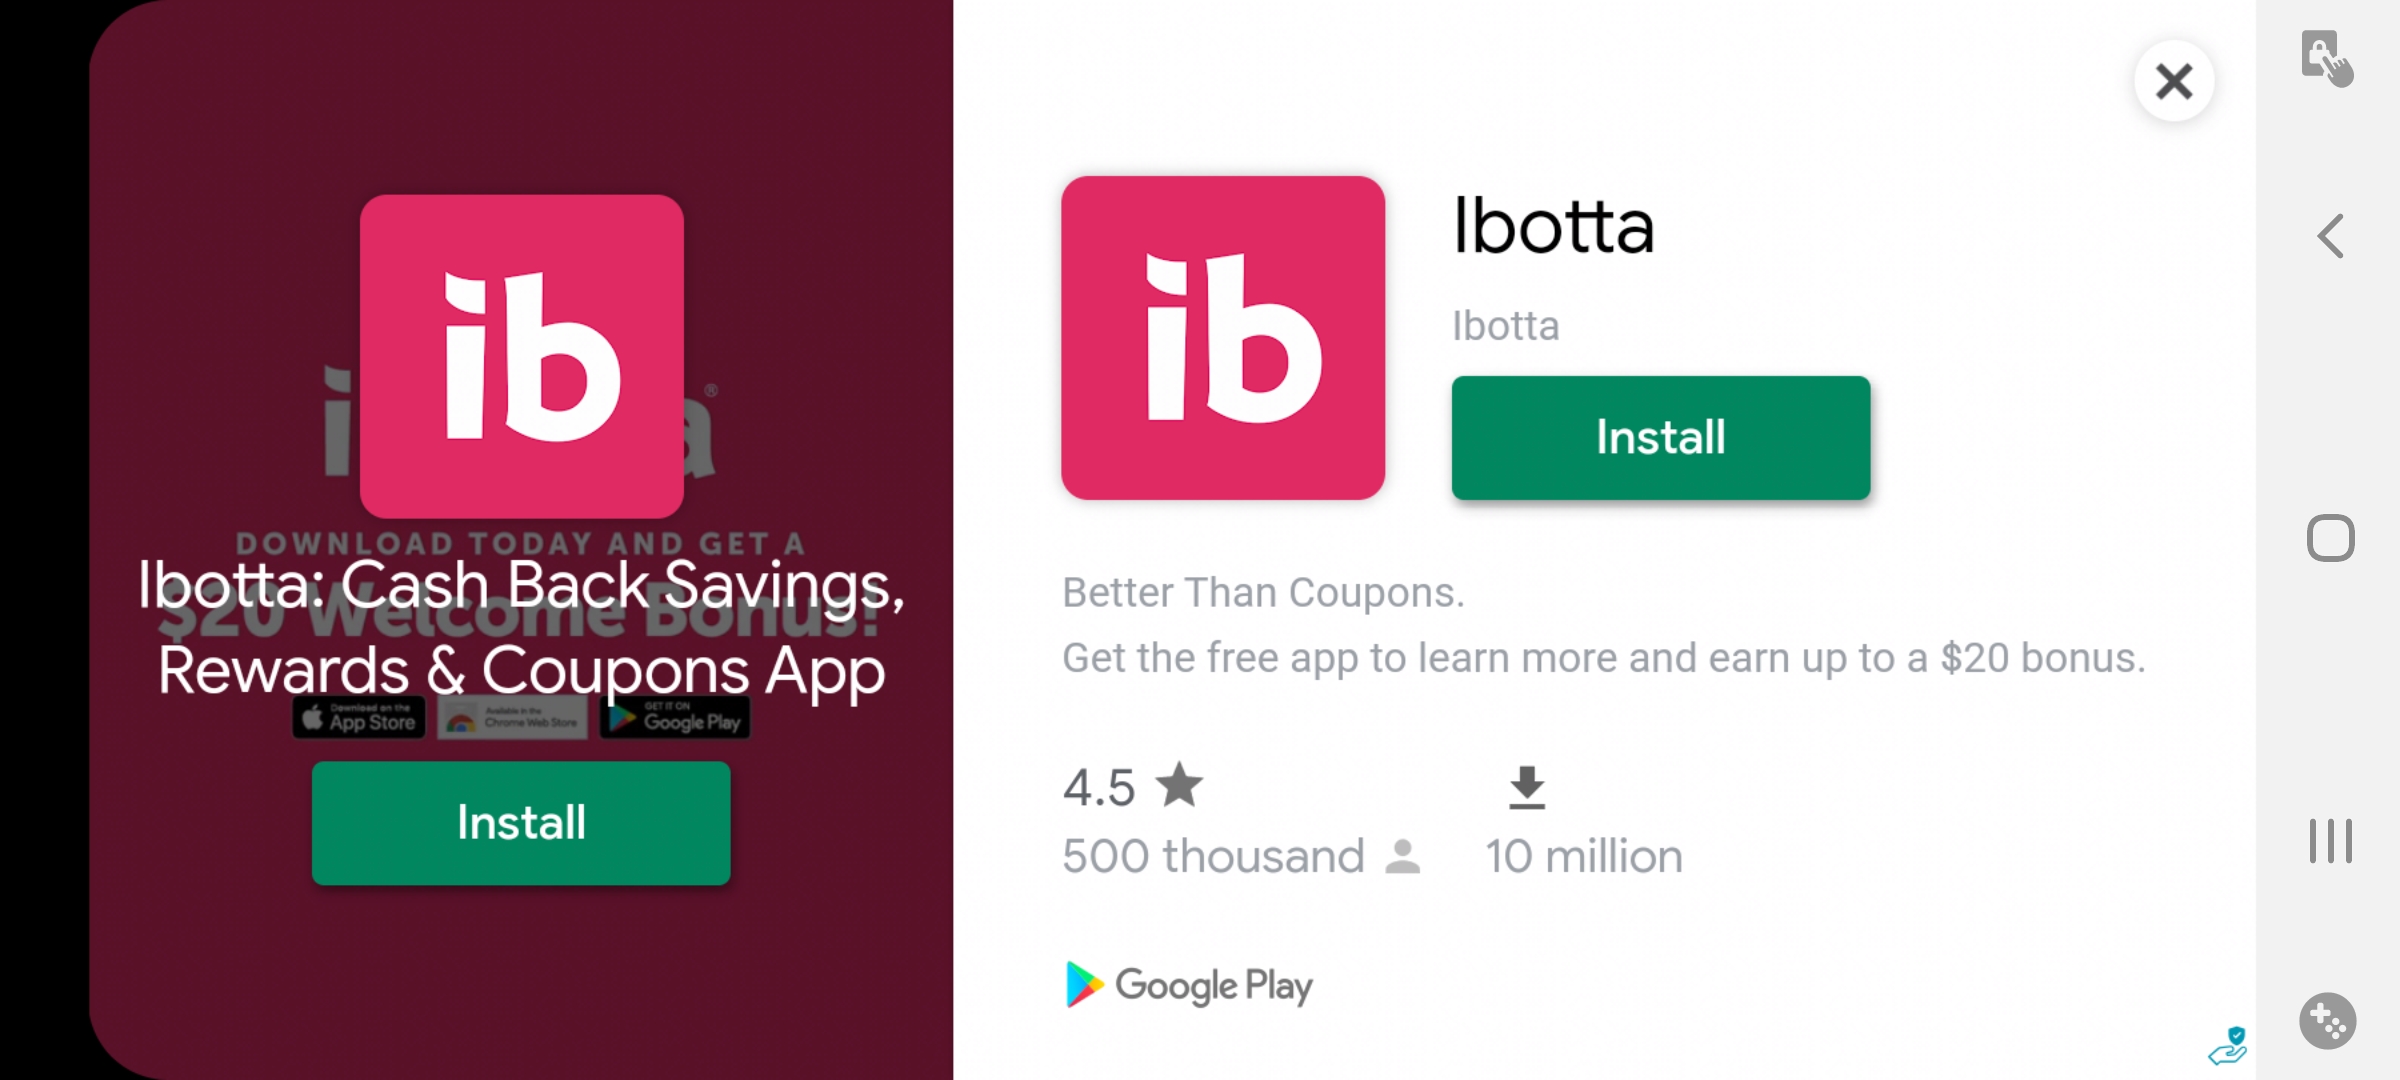 ib
i
a®
DOWNLOAD TODAY AND GET A
Ibotta: Cash Back Savings,
$20 Welcome Bonus!
Rewards & Coupons App
Download on the
App Store
Available in the
Chrome Web Store
GET IT ON
Google Play
Install
ib
Ibotta
Ibotta
Install
Better Than Coupons.
Get the free app to learn more and earn up to a $20 bonus.
4.5
500 thousand
10 million
Google Play